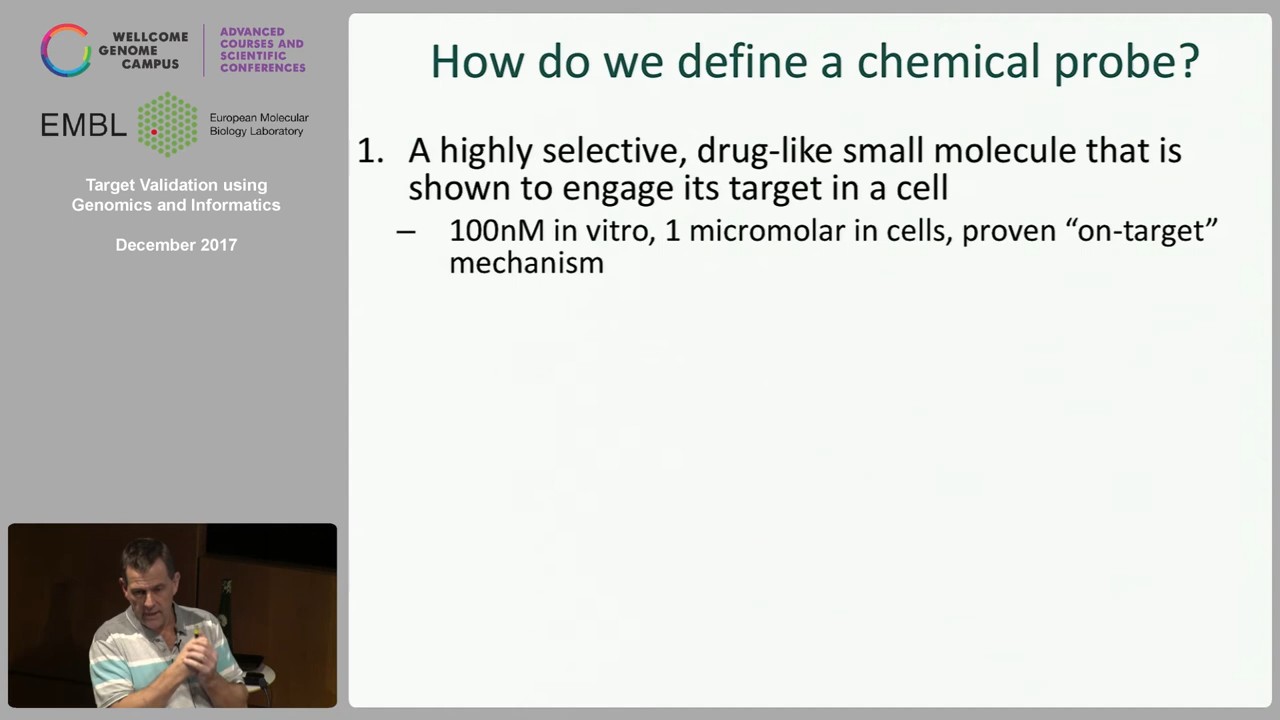 WELLCOME
GENOME
CAMPUS
ADVANCED
COURSES AND
SCIENTIFIC
CONFERENCES
EMBL
European Molecular
Biology Laboratory
Target Validation using
Genomics and Informatics
December 2017
How do we define a chemical probe?
1. A highly selective, drug-like small molecule that is
shown to engage its target in a cell
– 100nM in vitro, 1 micromolar in cells, proven “on-target”
mechanism